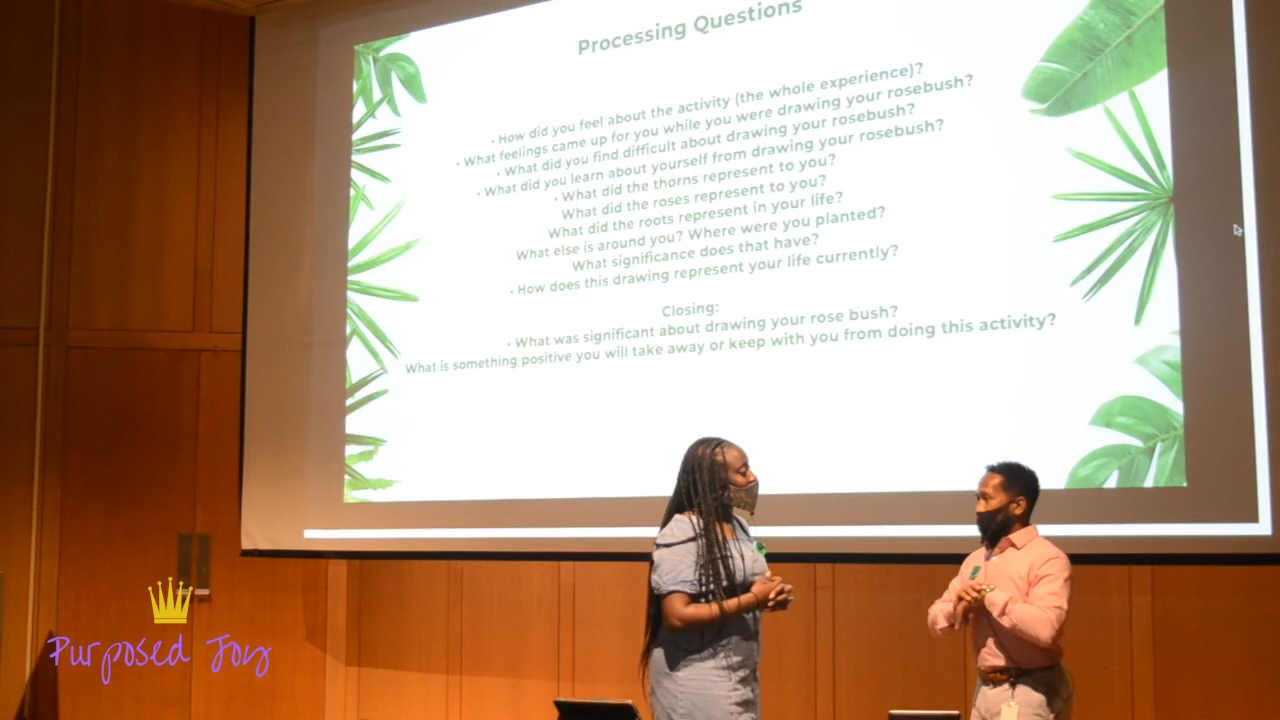 Processing Questions
• How did you feel about the activity (the whole experience)?
• What feelings came up for you while you were drawing your rosebush?
• What did you find difficult about drawing your rosebush?
• What did you learn about yourself from drawing your rosebush?
• What did the thorns represent to you?
What did the roses represent to you?
What did the roots represent in your life?
What else is around you? Where were you planted?
What significance does that have?
• How does this drawing represent your life currently?
Closing:
• What was significant about drawing your rose bush?
What is something positive you will take away or keep with you from doing this activity?
Purposed Joy